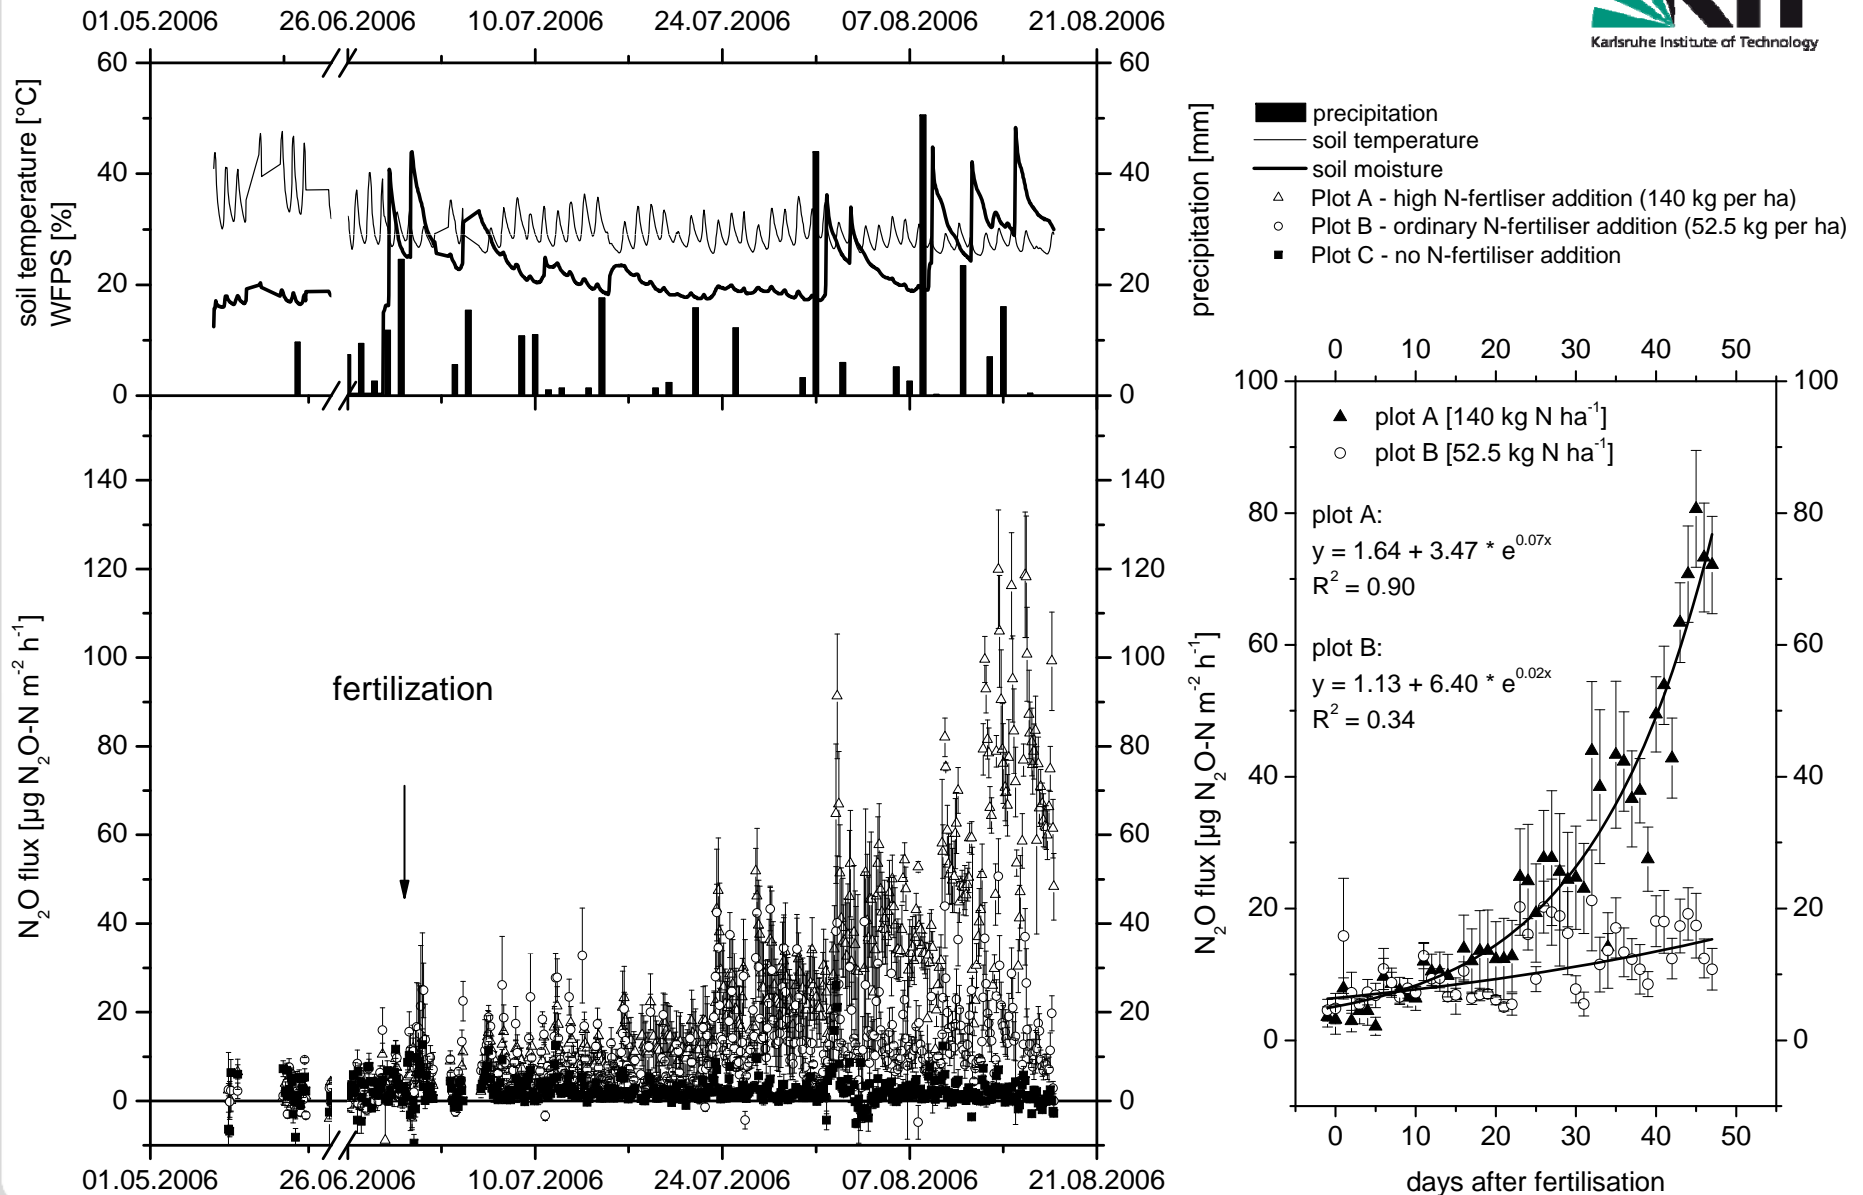 01.05.2006 26.06.2006 10.07.2006 24.07.2006 07.08.2006 21.08.2006
Karlsruhe Institute of Technology
60 60
40 40
20 20
0 0
soil temperature [°C]
WFPS [%]
precipitation [mm]
precipitation
soil temperature
soil moisture
Plot A - high N-fertliser addition (140 kg per ha)
Plot B - ordinary N-fertiliser addition (52.5 kg per ha)
Plot C - no N-fertiliser addition
140 140
120 120
100 100
80 80
60 60
40 40
20 20
0 0
N₂O flux [µg N₂O-N m⁻² h⁻¹]
fertilization
01.05.2006 26.06.2006 10.07.2006 24.07.2006 07.08.2006 21.08.2006
0 10 20 30 40 50
100 100
80 80
60 60
40 40
20 20
0 0
N₂O flux [µg N₂O-N m⁻² h⁻¹]
plot A [140 kg N ha⁻¹]
plot B [52.5 kg N ha⁻¹]
plot A:
y = 1.64 + 3.47 * e⁰·⁰⁷ˣ
R² = 0.90
plot B:
y = 1.13 + 6.40 * e⁰·⁰²ˣ
R² = 0.34
0 10 20 30 40 50
days after fertilisation